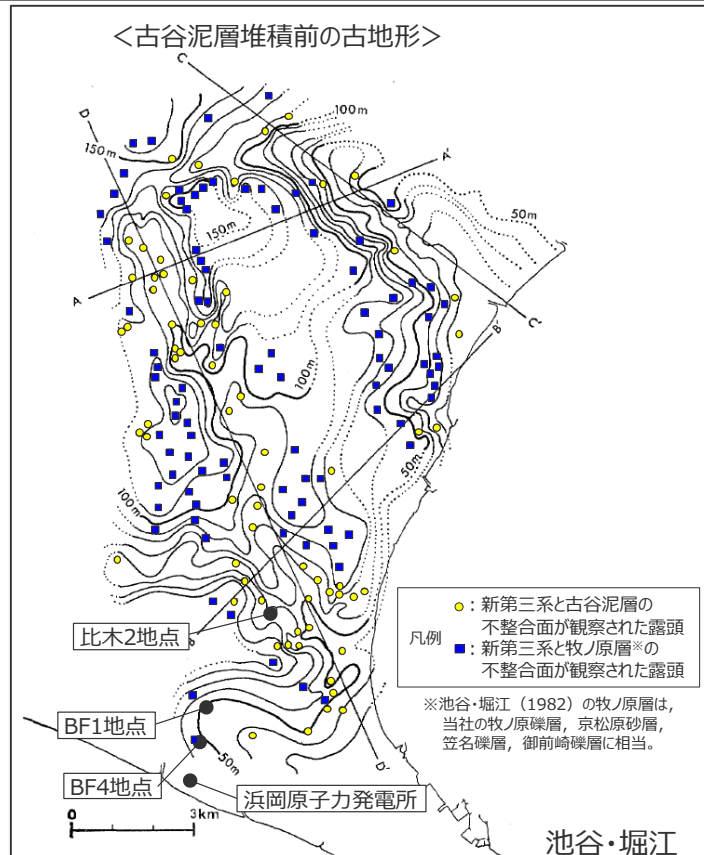 ＜古谷泥層堆積前の古地形＞
C
100m
D
150m
A'
150m
50m
A
C'
B'
100m
50m
100m
比木2地点
B
凡例
：新第三系と古谷泥層の
不整合面が観察された露頭
：新第三系と牧ノ原層※の
不整合面が観察された露頭
※池谷・堀江（1982）の牧ノ原層は，
当社の牧ノ原礫層，京松原砂層，
笠名礫層，御前崎礫層に相当。
BF1地点
50m
D'
BF4地点
浜岡原子力発電所
0 3km
池谷・堀江